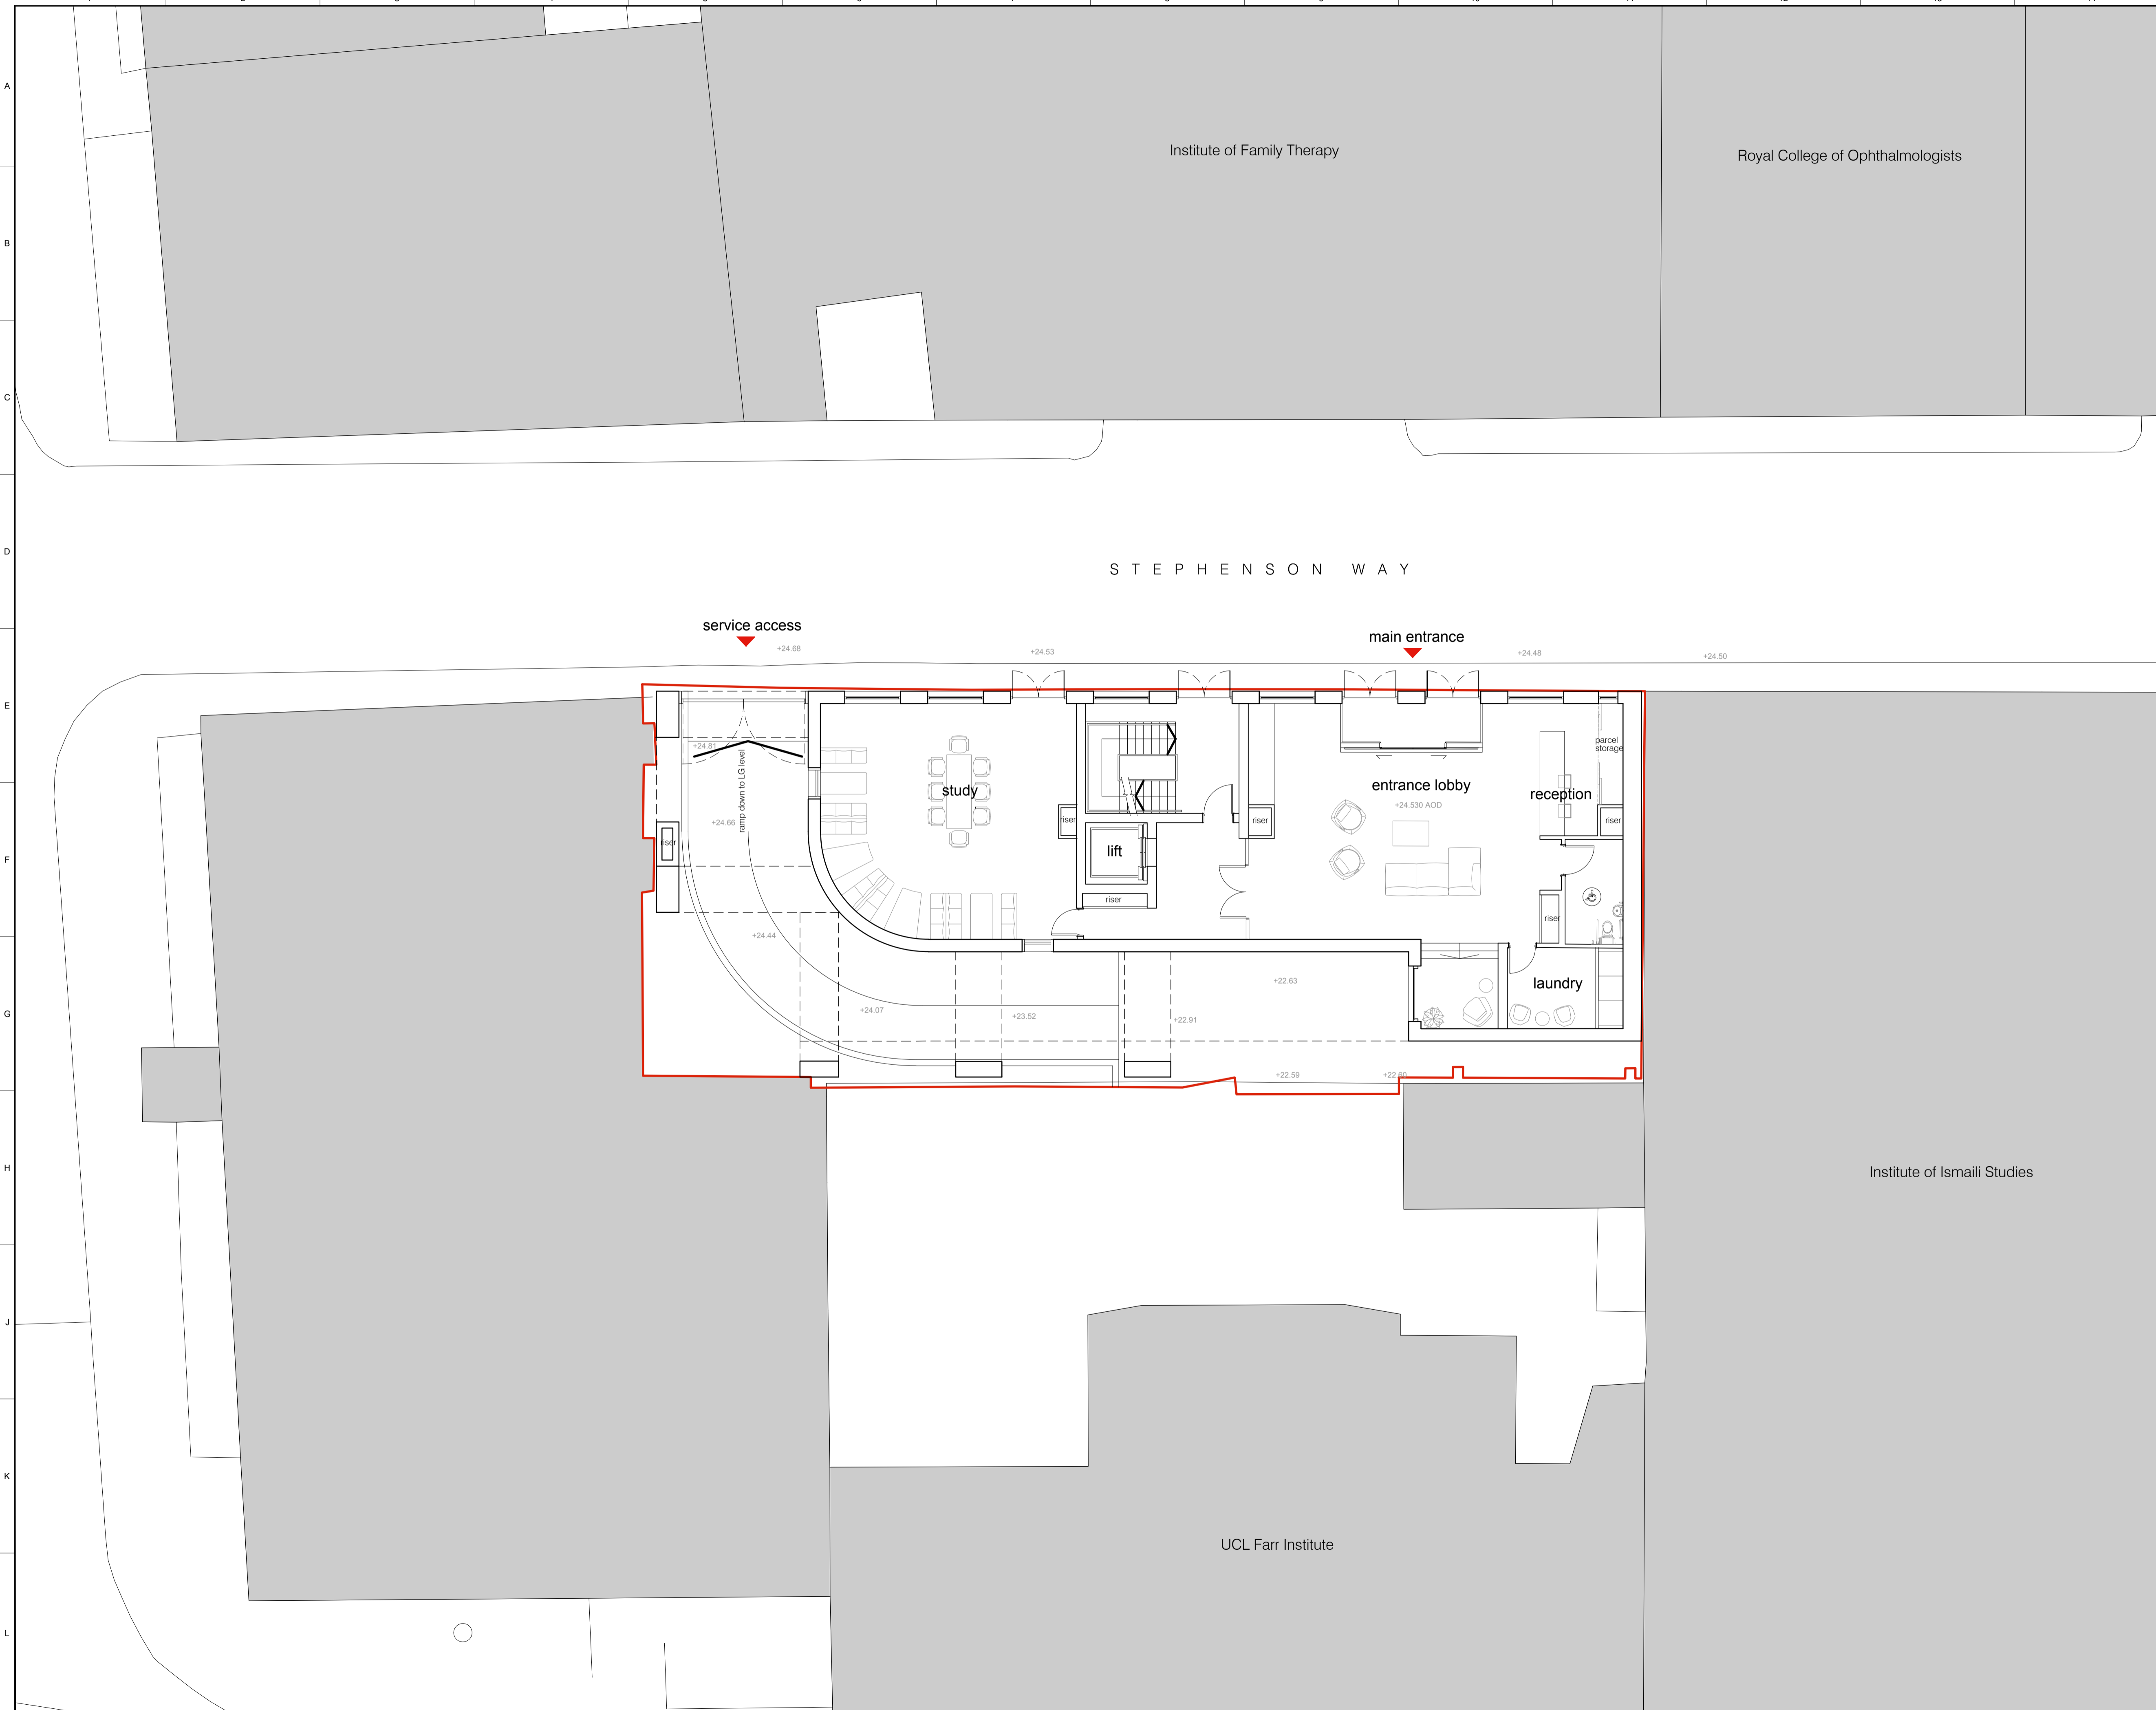 A
Institute of Family Therapy
Royal College of Ophthalmologists
B
C
D
STEPHENSON WAY
service access
main entrance
+24.68
+24.53
+24.48
+24.50
E
+24.81
ramp down to LG level
parcel
storage
study
entrance lobby
reception
+24.530 AOD
+24.66
riser
riser
riser
riser
lift
F
riser
riser
+24.44
+22.63
laundry
+24.07
+23.52
+22.91
G
+22.59
+22.60
H
Institute of Ismaili Studies
J
K
UCL Farr Institute
L